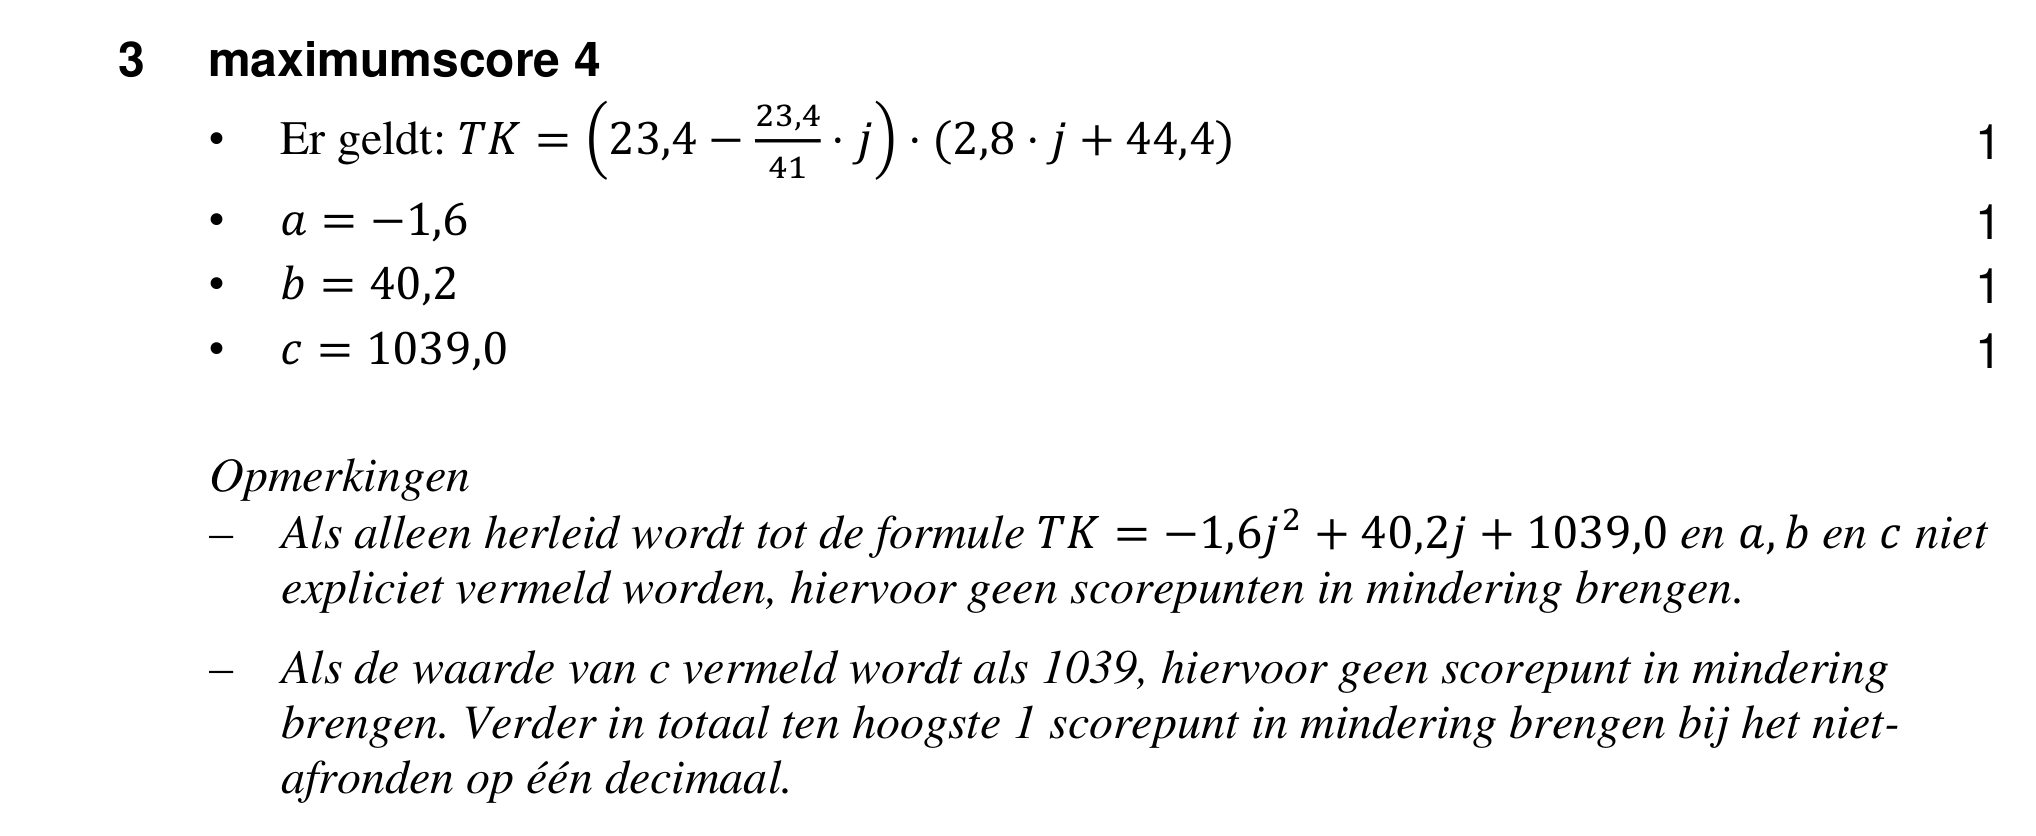 3 maximumscore 4
• Er geldt: TK = (23,4 − 23,4/41 · j) · (2,8 · j + 44,4) 1
• a = −1,6 1
• b = 40,2 1
• c = 1039,0 1
Opmerkingen
– Als alleen herleid wordt tot de formule TK = −1,6j² + 40,2j + 1039,0 en a, b en c niet
expliciet vermeld worden, hiervoor geen scorepunten in mindering brengen.
– Als de waarde van c vermeld wordt als 1039, hiervoor geen scorepunt in mindering
brengen. Verder in totaal ten hoogste 1 scorepunt in mindering brengen bij het niet-
afronden op één decimaal.